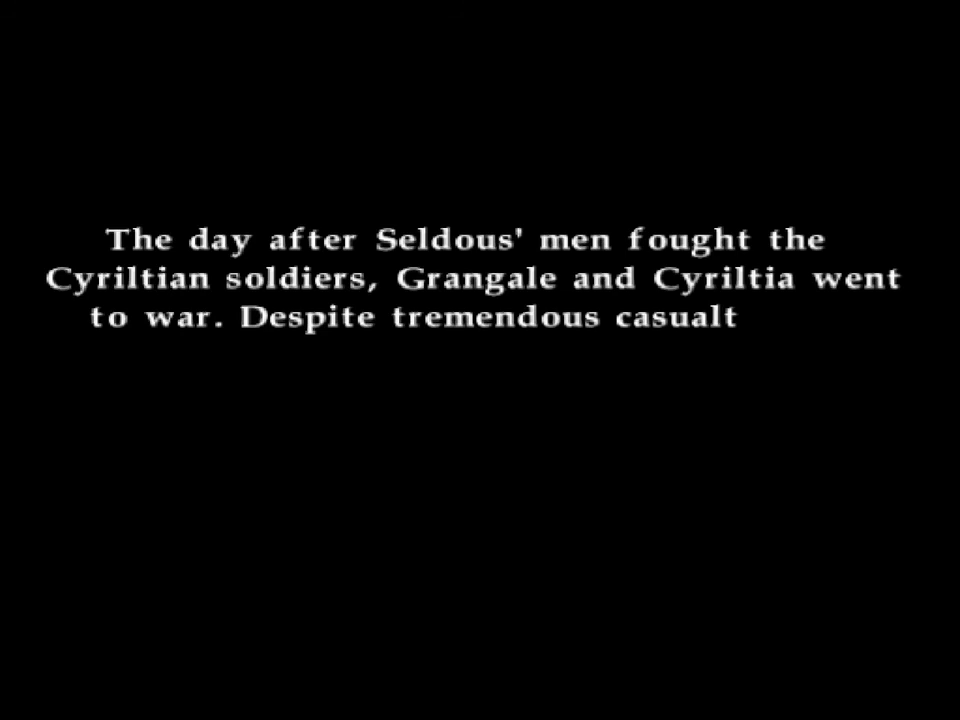 The day after Seldous' men fought the
Cyriltian soldiers, Grangale and Cyriltia went
to war. Despite tremendous casualt